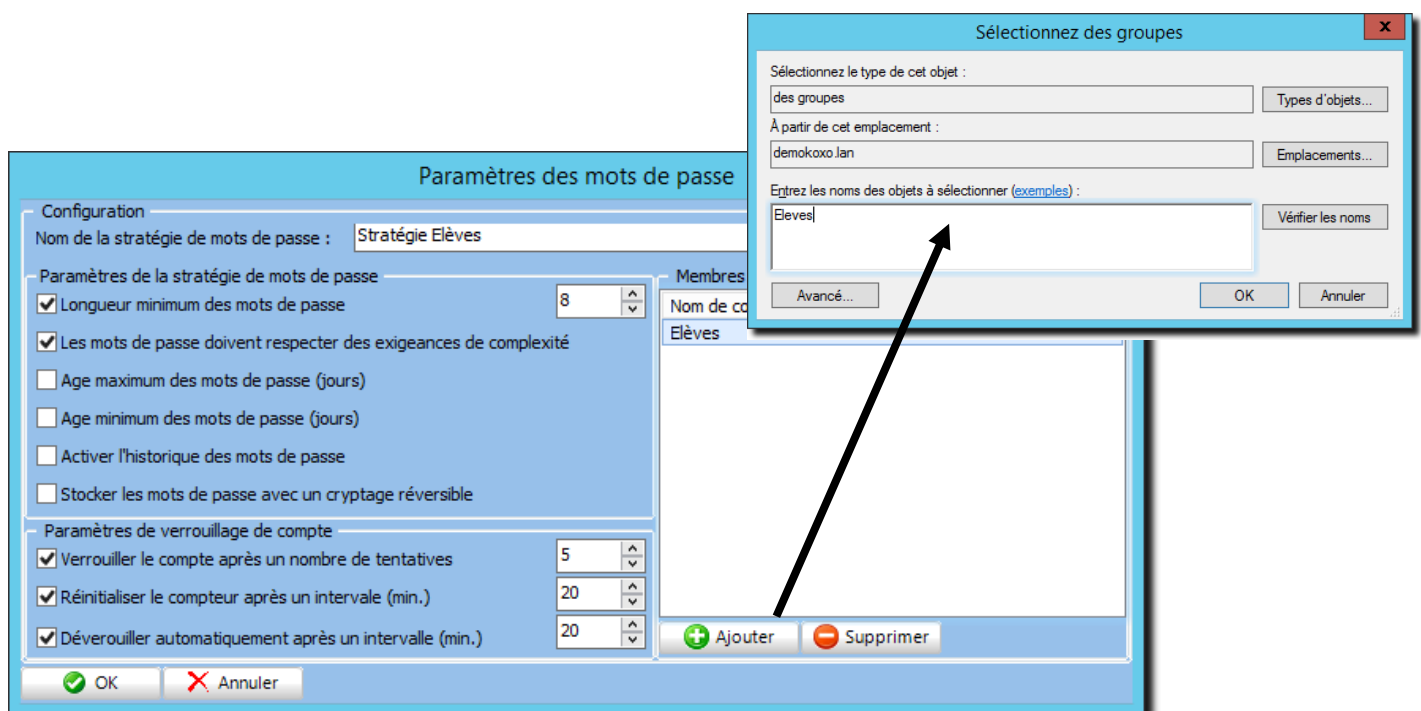 Sélectionnez des groupes
x
Sélectionnez le type de cet objet :
des groupes
Types d'objets...
À partir de cet emplacement :
demokoxo.lan
Emplacements...
Entrez les noms des objets à sélectionner (exemples) :
Eleves
Vérifier les noms
Avancé...
OK
Annuler
Paramètres des mots de passe
Configuration
Nom de la stratégie de mots de passe :
Stratégie Elèves
Paramètres de la stratégie de mots de passe
Longueur minimum des mots de passe
8
Les mots de passe doivent respecter des exigeances de complexité
Age maximum des mots de passe (jours)
Age minimum des mots de passe (jours)
Activer l'historique des mots de passe
Stocker les mots de passe avec un cryptage réversible
Paramètres de verrouillage de compte
Verrouiller le compte après un nombre de tentatives
5
Réinitialiser le compteur après un intervale (min.)
20
Déverouiller automatiquement après un intervalle (min.)
20
Membres
Nom de co
Elèves
Ajouter
Supprimer
OK
Annuler